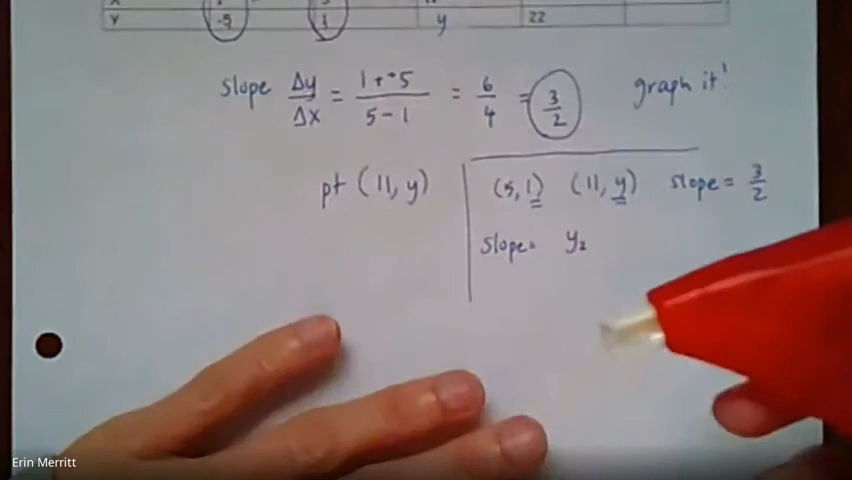 Y -5 1 y 22
slope Δy/Δx = 1+-5/5-1 = 6/4 = 3/2 graph it!
pt (11, y) (5, 1) (11, y) slope = 3/2
slope = y₂
Erin Merritt